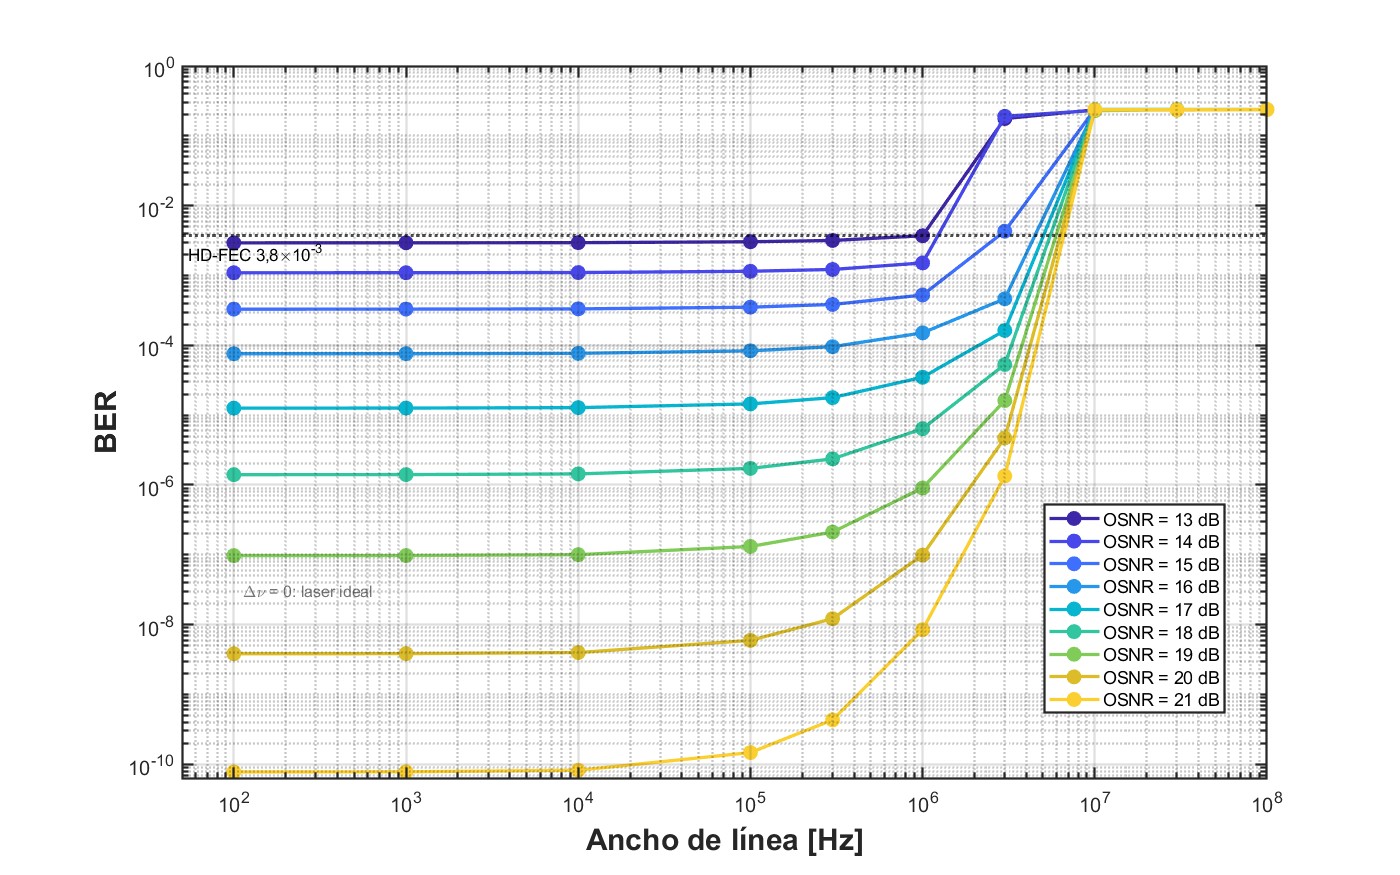 10^0
10^-2
HD-FEC 3,8×10^-3
10^-4
BER
10^-6
Δν = 0: laser ideal
10^-8
10^-10
OSNR = 13 dB
OSNR = 14 dB
OSNR = 15 dB
OSNR = 16 dB
OSNR = 17 dB
OSNR = 18 dB
OSNR = 19 dB
OSNR = 20 dB
OSNR = 21 dB
10^2 10^3 10^4 10^5 10^6 10^7 10^8
Ancho de línea [Hz]